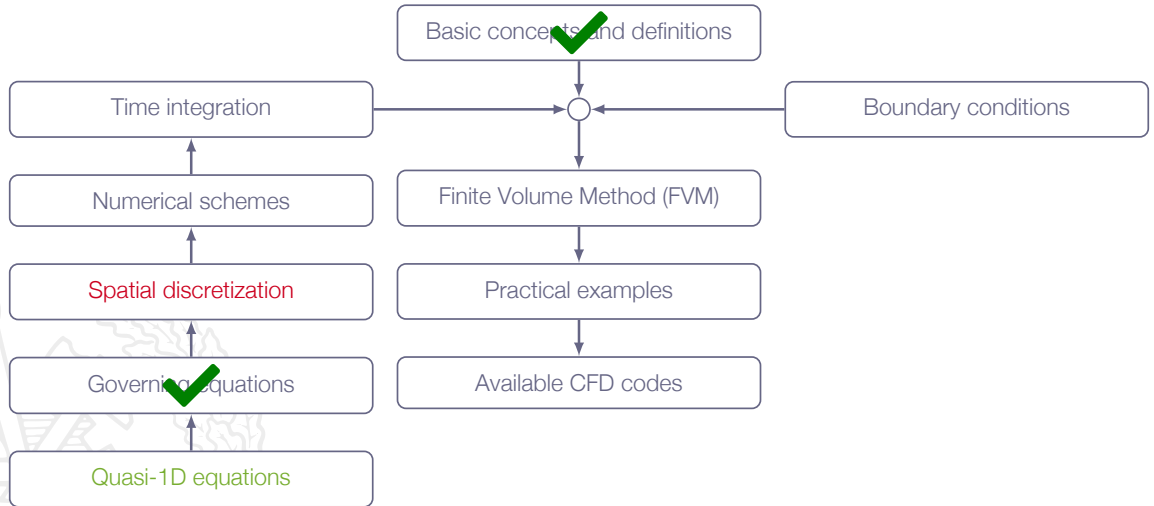 Basic concepts and definitions
Time integration
Boundary conditions
Numerical schemes
Finite Volume Method (FVM)
Spatial discretization
Practical examples
Governing equations
Available CFD codes
Quasi-1D equations